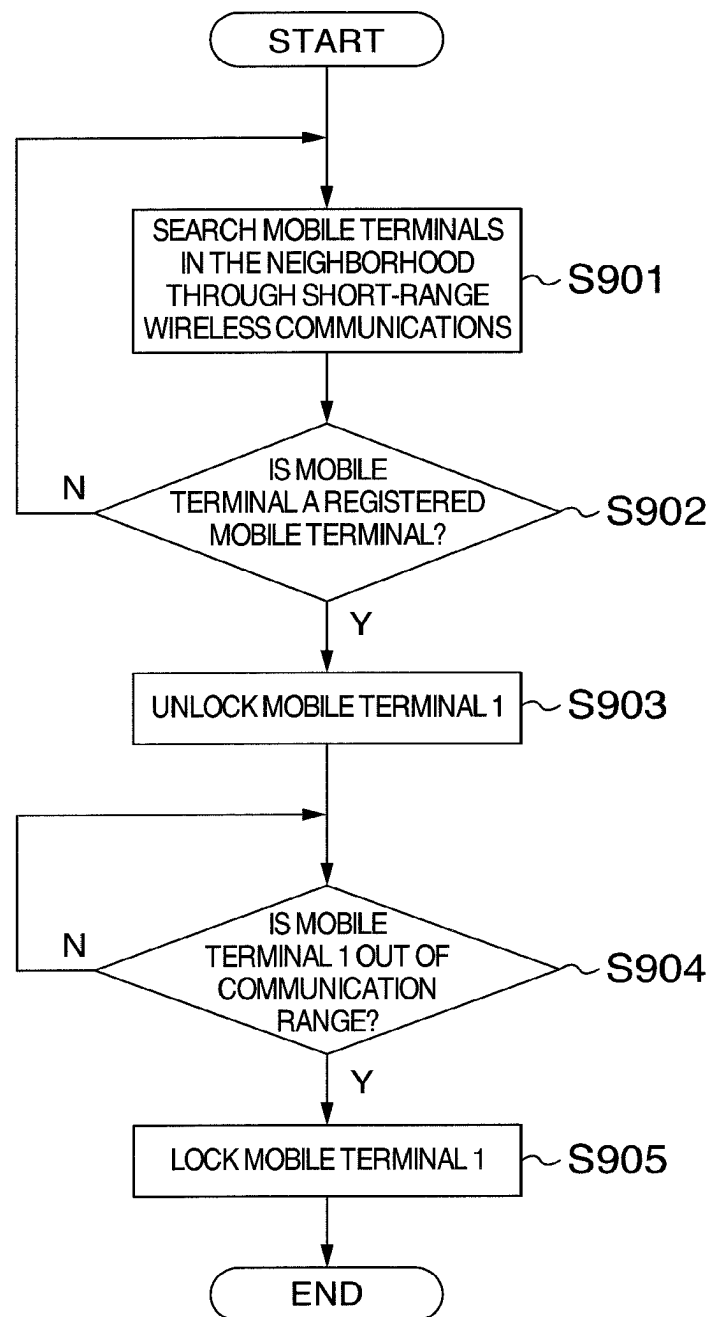 START
SEARCH MOBILE TERMINALS
IN THE NEIGHBORHOOD
THROUGH SHORT-RANGE
WIRELESS COMMUNICATIONS
S901
IS MOBILE
TERMINAL A REGISTERED
MOBILE TERMINAL?
N
S902
Y
UNLOCK MOBILE TERMINAL 1
S903
IS MOBILE
TERMINAL 1 OUT OF
COMMUNICATION
RANGE?
N
S904
Y
LOCK MOBILE TERMINAL 1
S905
END